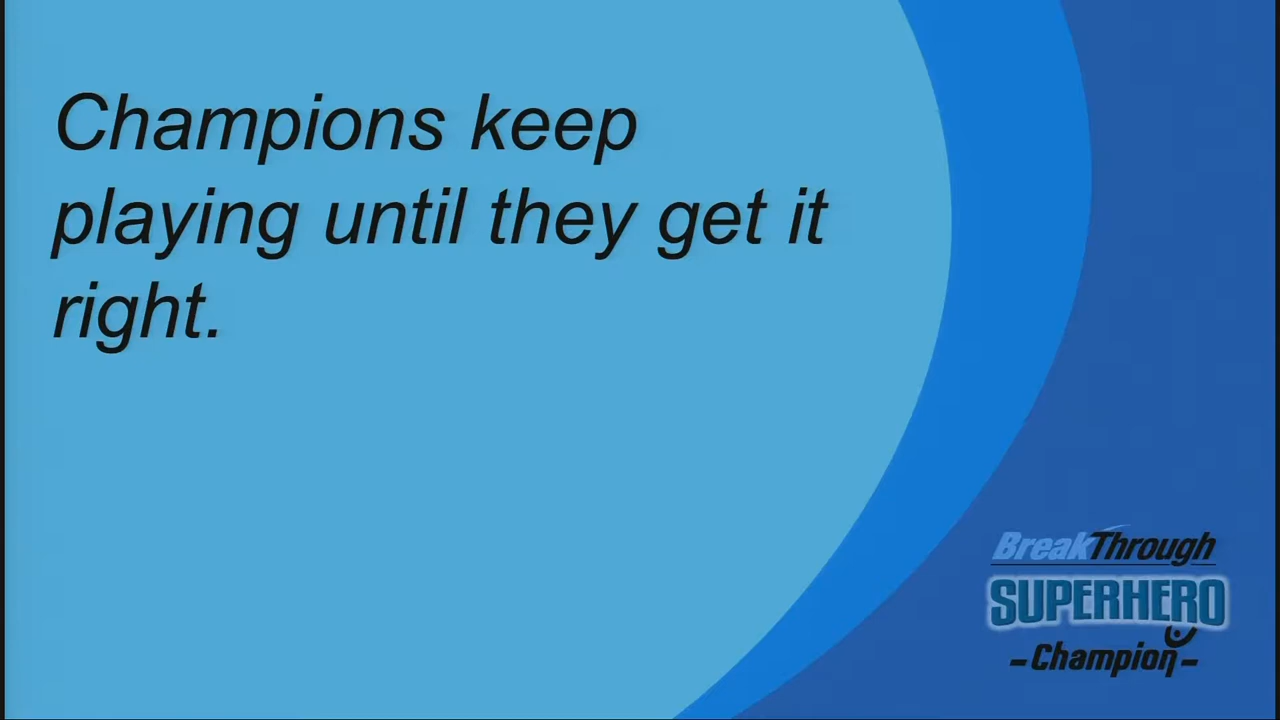 Champions keep
playing until they get it
right.
BreakThrough
SUPERHERO
-Champion-